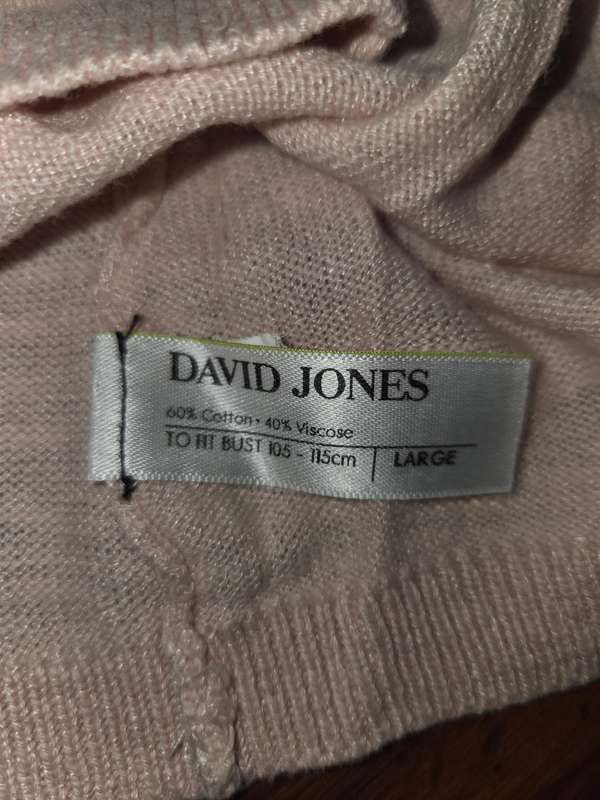 DAVID JONES
60% Cotton • 40% Viscose
TO FIT BUST 105 - 115cm | LARGE